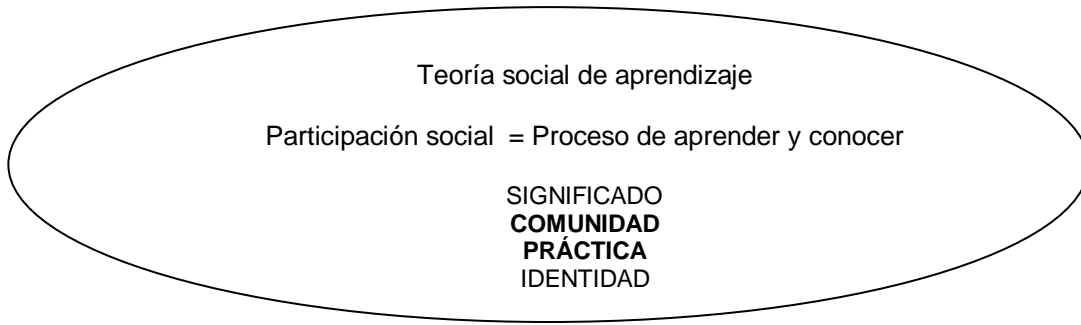 Teoría social de aprendizaje
Participación social = Proceso de aprender y conocer
SIGNIFICADO
COMUNIDAD
PRÁCTICA
IDENTIDAD